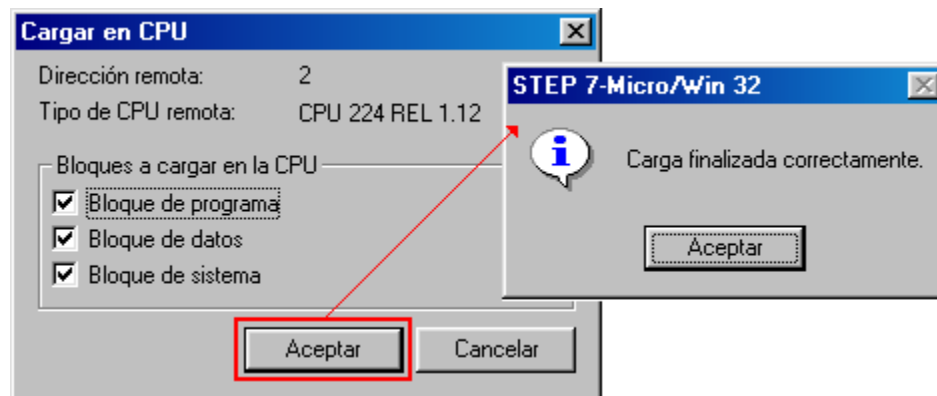 Cargar en CPU
Dirección remota: 2
Tipo de CPU remota: CPU 224 REL 1.12
Bloques a cargar en la CPU
Bloque de programa
Bloque de datos
Bloque de sistema
Aceptar Cancelar
STEP 7-Micro/Win 32
Carga finalizada correctamente.
Aceptar